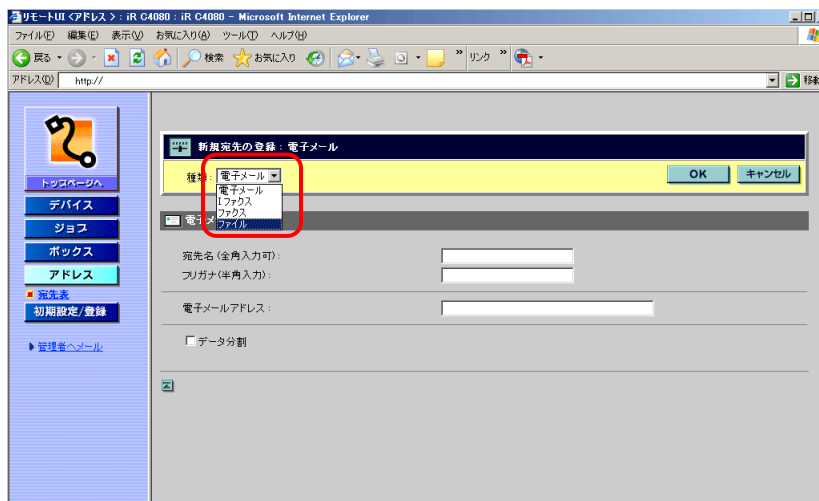 リモートUI <アドレス> : iR C4080 : iR C4080 - Microsoft Internet Explorer
ファイル(F) 編集(E) 表示(V) お気に入り(A) ツール(T) ヘルプ(H)
戻る 検索 お気に入り リンク »
アドレス(D) http:// 移動
新規宛先の登録 : 電子メール
種類 : 電子メール OK キャンセル
電子メール
Iファクス
ファクス
ファイル
トップページへ
デバイス
ジョブ
ボックス
アドレス
宛先表
初期設定/登録
管理者へメール
宛先名 (全角入力可) :
フリガナ (半角入力) :
電子メールアドレス :
データ分割